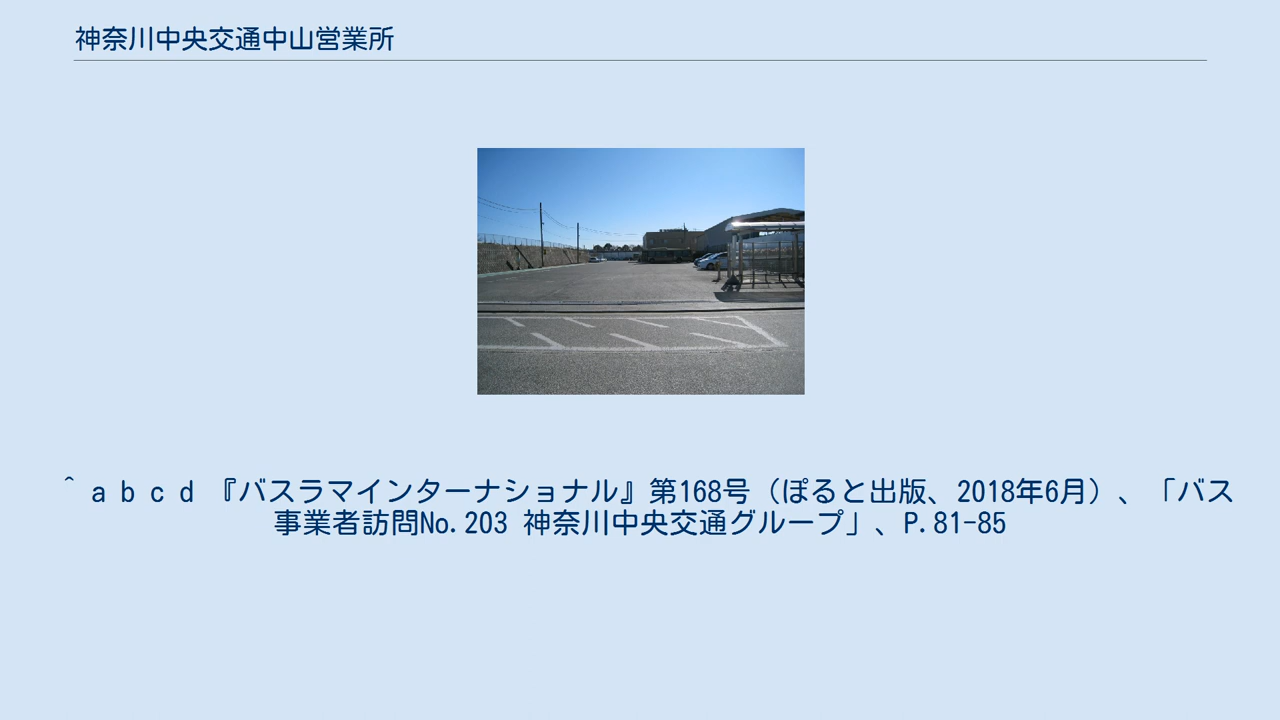 神奈川中央交通中山営業所
^ a b c d 『バスラマインターナショナル』第168号（ぽると出版、2018年6月）、「バス
事業者訪問No.203 神奈川中央交通グループ」、P.81-85